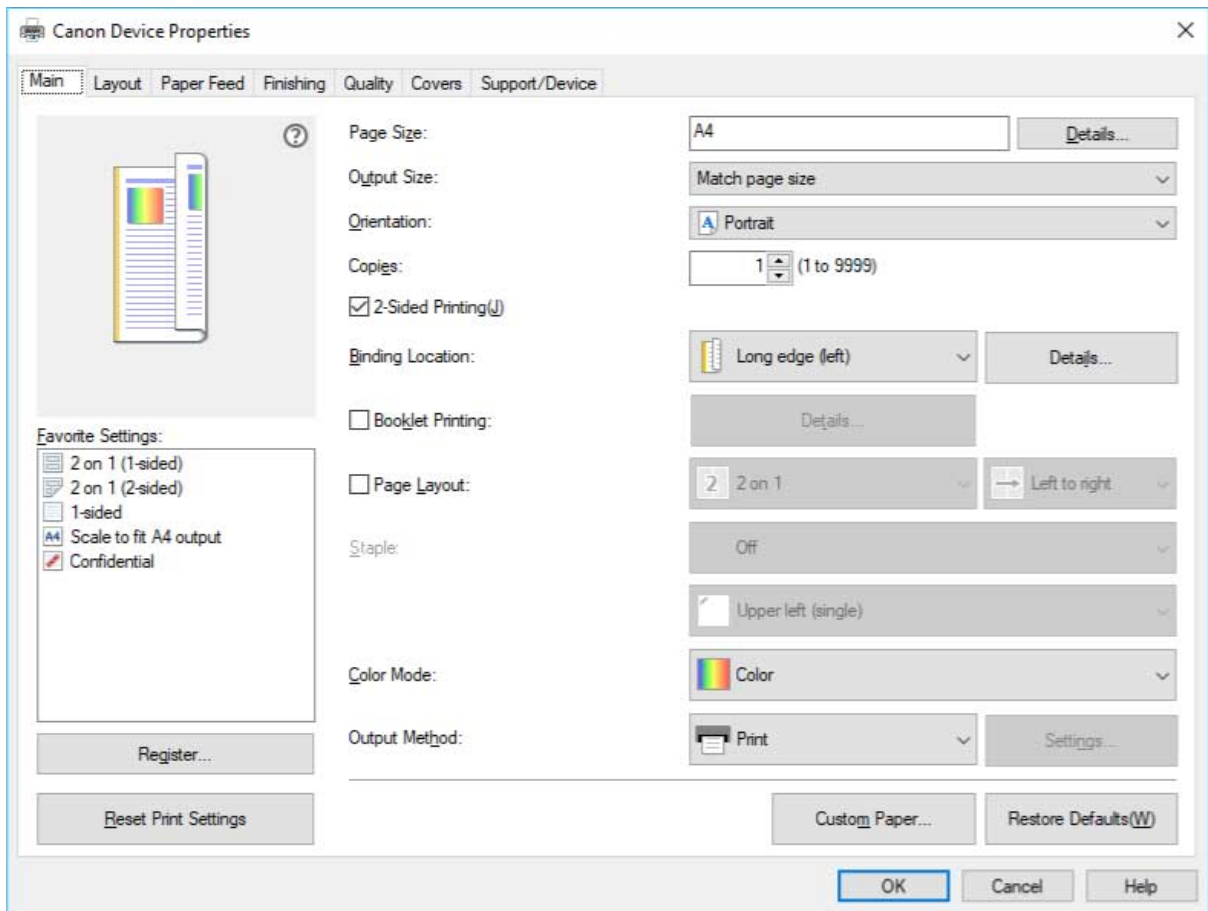 Canon Device Properties
Main Layout Paper Feed Finishing Quality Covers Support/Device
Page Size: A4 Details...
Output Size: Match page size
Orientation: A Portrait
Copies: 1 (1 to 9999)
2-Sided Printing(J)
Binding Location: Long edge (left) Details...
Booklet Printing: Details...
Favorite Settings:
2 on 1 (1-sided)
2 on 1 (2-sided)
1-sided
A4 Scale to fit A4 output
Confidential
Page Layout: 2 2 on 1 Left to right
Staple: Off
Upper left (single)
Color Mode: Color
Output Method: Print Settings...
Register...
Reset Print Settings
Custom Paper... Restore Defaults(W)
OK Cancel Help